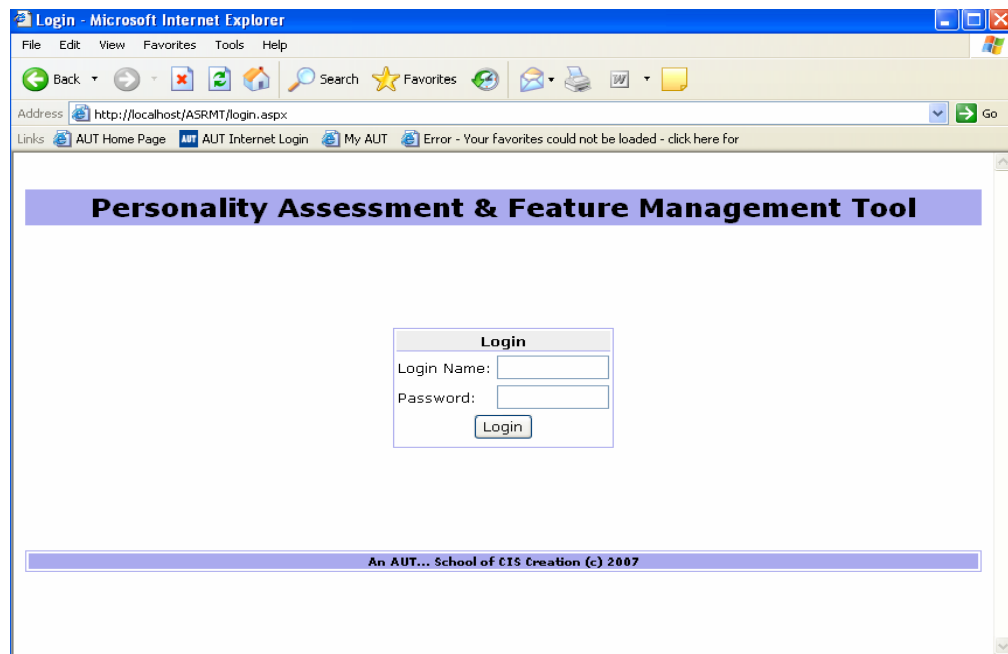 Login - Microsoft Internet Explorer
File Edit View Favorites Tools Help
Back Search Favorites W
Address http://localhost/ASRMT/login.aspx Go
Links AUT Home Page AUT AUT Internet Login My AUT Error - Your favorites could not be loaded - click here for
Personality Assessment & Feature Management Tool
Login
Login Name:
Password:
Login
An AUT... School of CIS Creation (c) 2007